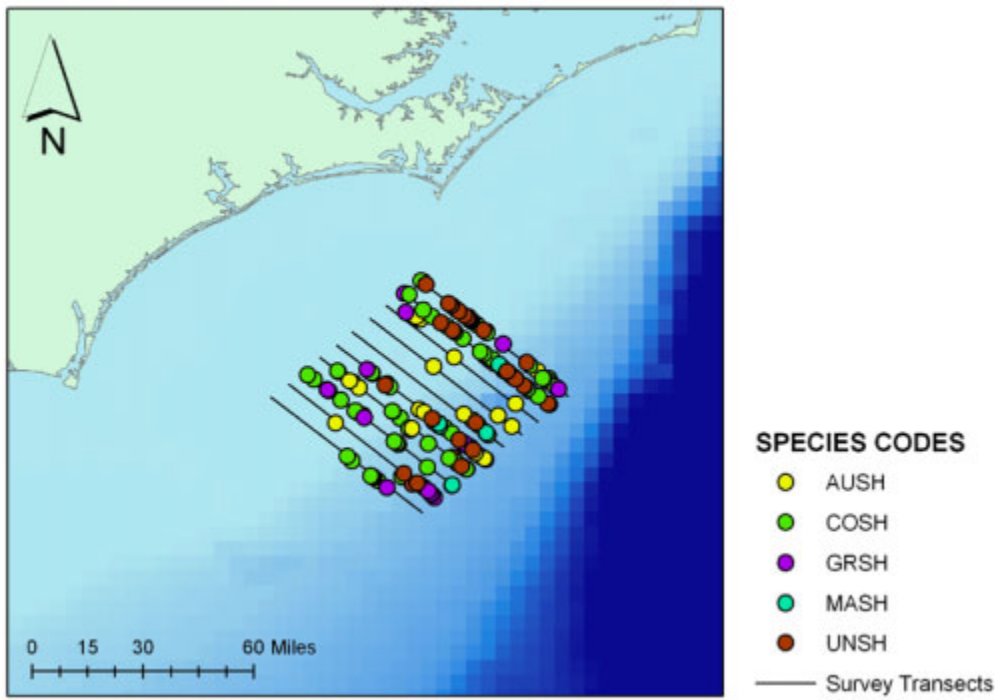 N
0 15 30 60 Miles
SPECIES CODES
AUSH
COSH
GRSH
MASH
UNSH
Survey Transects